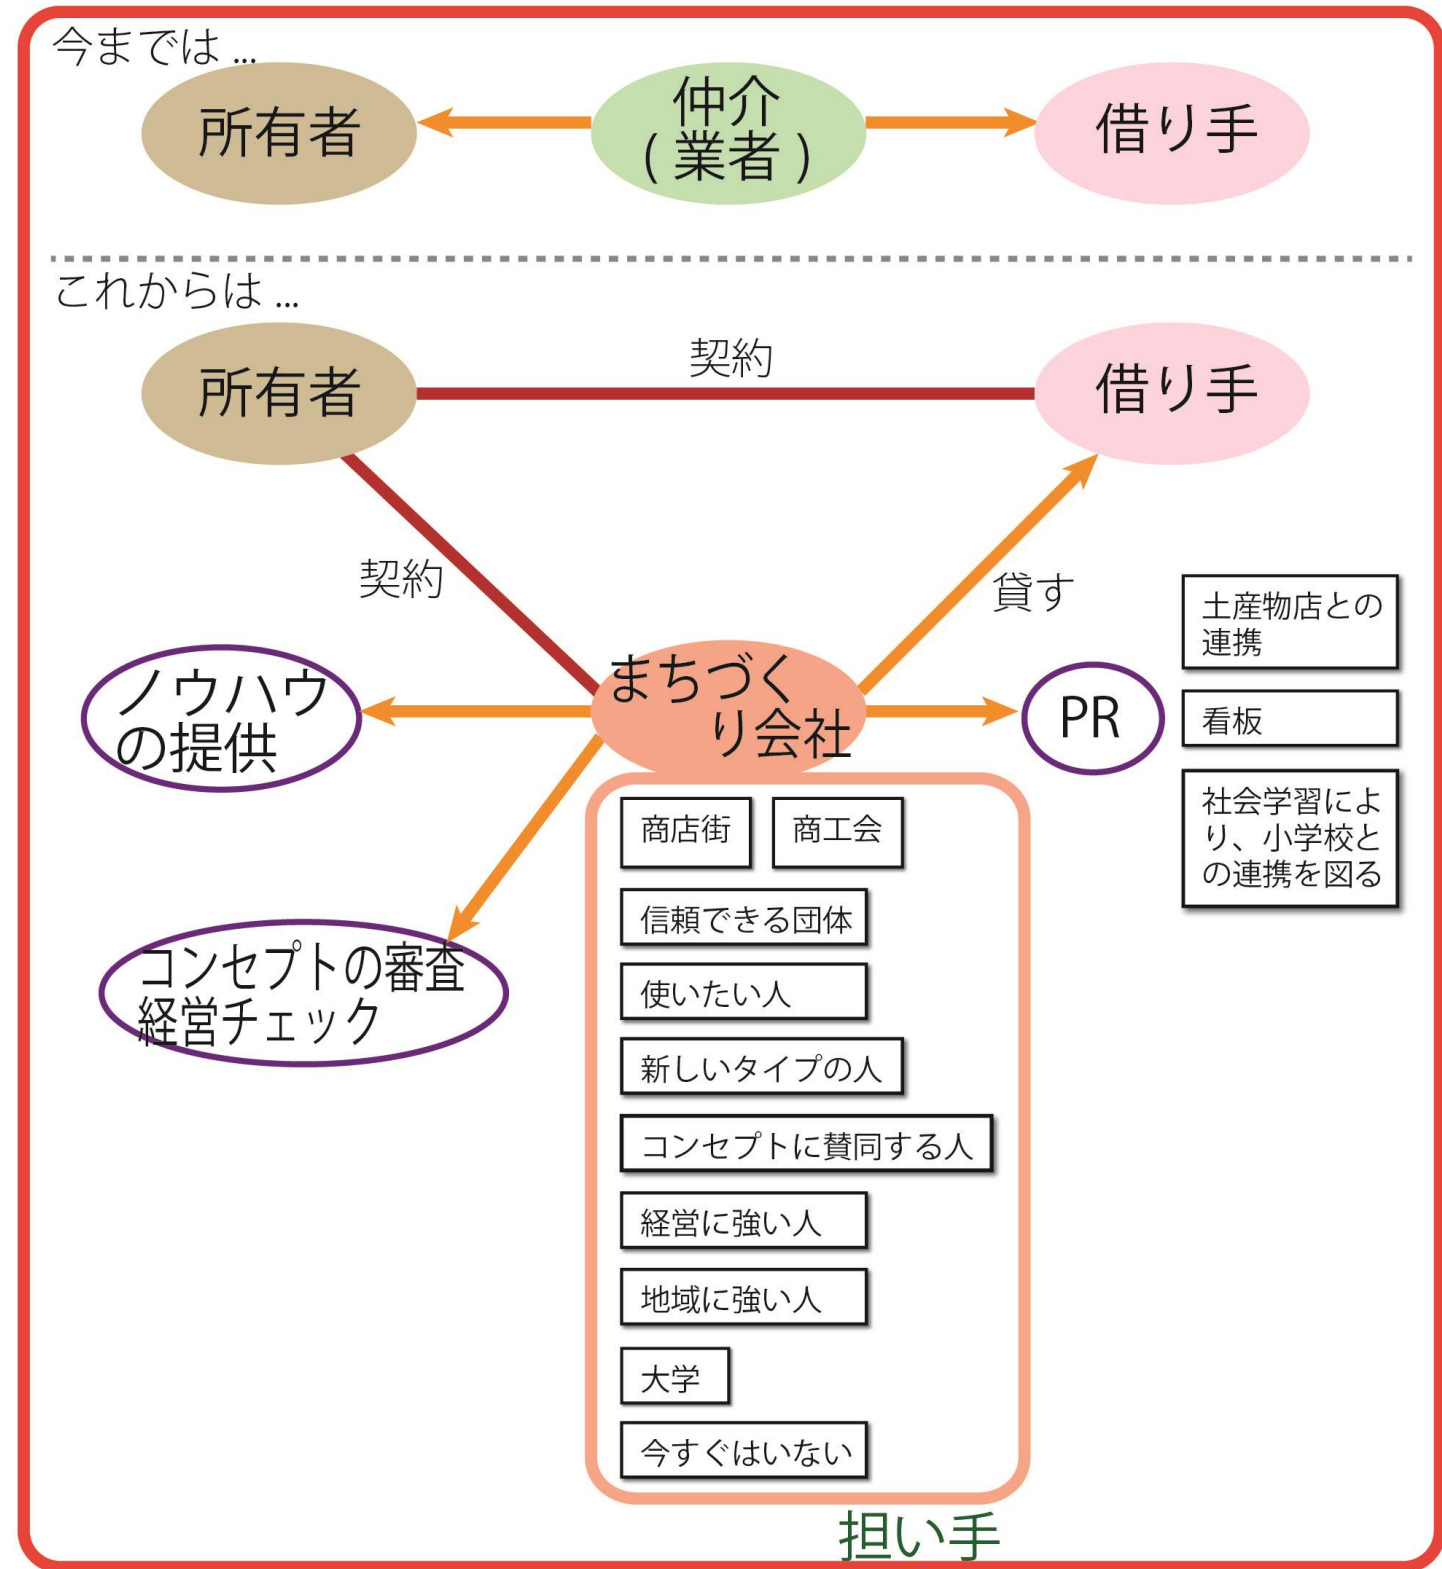 今までは ...
所有者
仲介
( 業者 )
借り手
これからは ...
所有者
契約
借り手
契約
貸す
ノウハウ
の提供
まちづく
り会社
PR
土産物店との
連携
看板
社会学習によ
り、小学校と
の連携を図る
コンセプトの審査
経営チェック
商店街
商工会
信頼できる団体
使いたい人
新しいタイプの人
コンセプトに賛同する人
経営に強い人
地域に強い人
大学
今すぐはいない
担い手